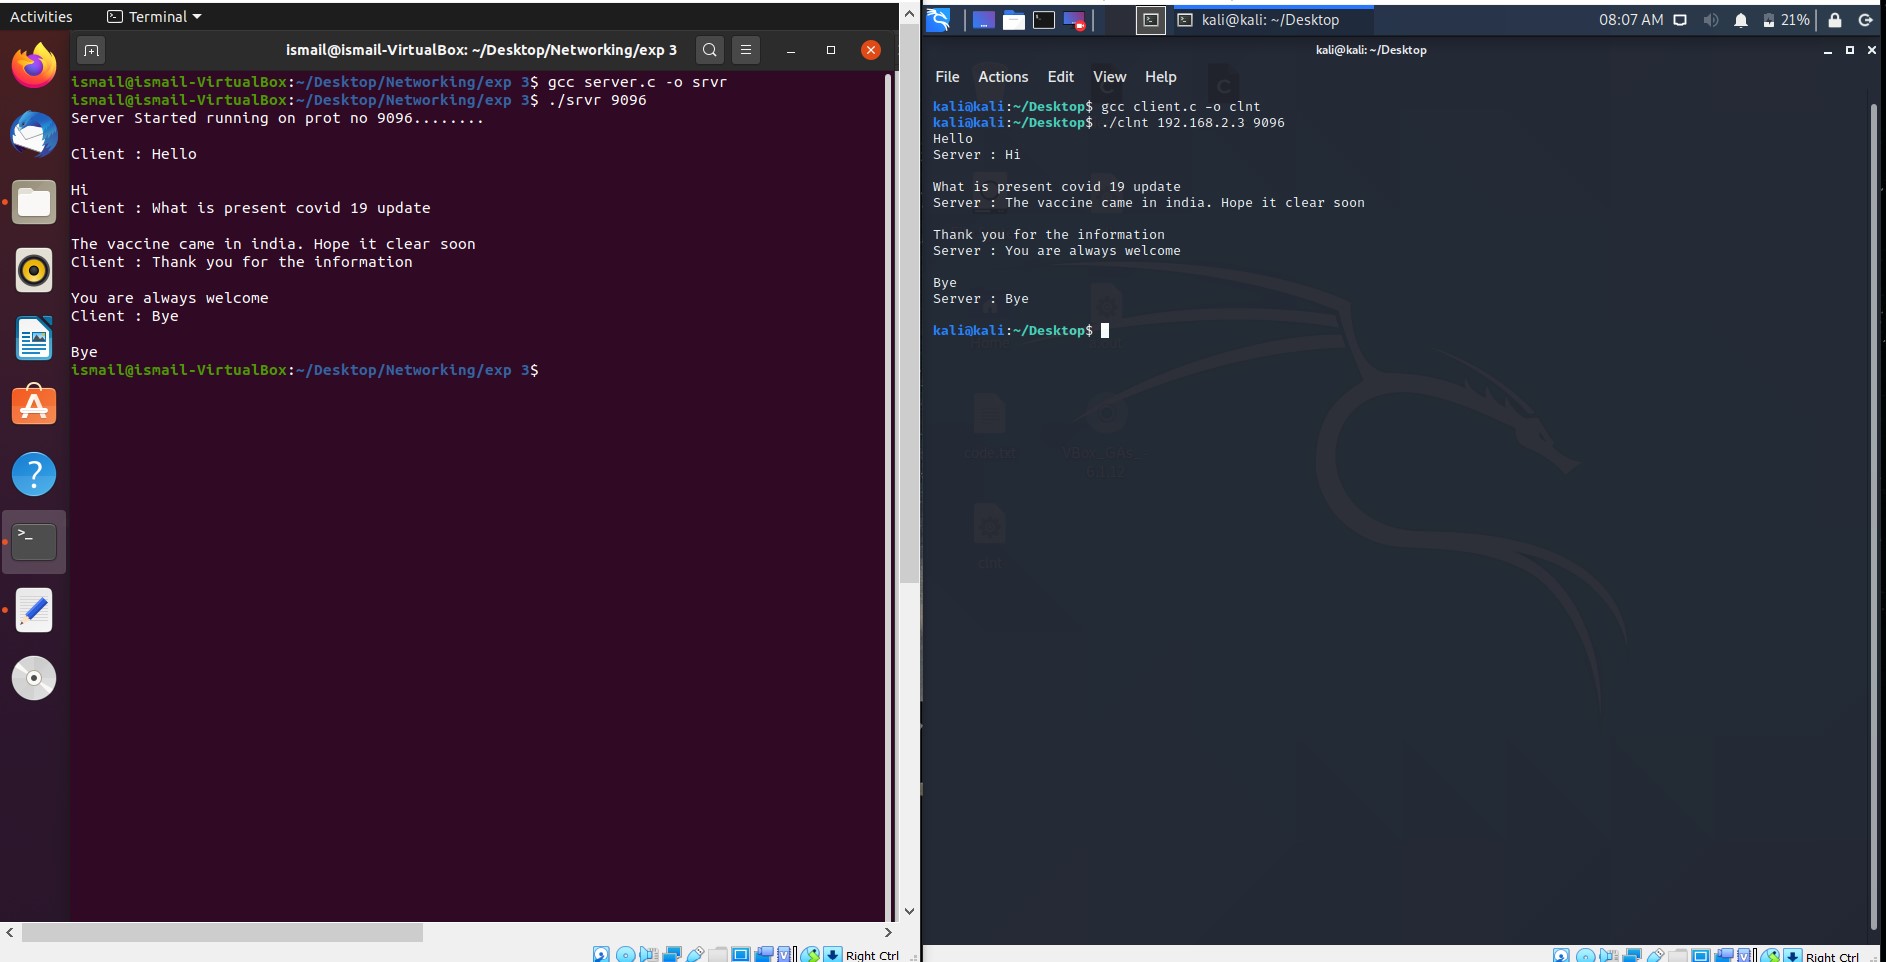 Activities
Terminal
ismail@ismail-VirtualBox: ~/Desktop/Networking/exp 3
ismail@ismail-VirtualBox:~/Desktop/Networking/exp 3$ gcc server.c -o srvr
ismail@ismail-VirtualBox:~/Desktop/Networking/exp 3$ ./srvr 9096
Server Started running on prot no 9096........
Client : Hello
Hi
Client : What is present covid 19 update
The vaccine came in india. Hope it clear soon
Client : Thank you for the information
You are always welcome
Client : Bye
Bye
ismail@ismail-VirtualBox:~/Desktop/Networking/exp 3$
Right Ctrl
kali@kali: ~/Desktop
08:07 AM
21%
kali@kali: ~/Desktop
File Actions Edit View Help
kali@kali:~/Desktop$ gcc client.c -o clnt
kali@kali:~/Desktop$ ./clnt 192.168.2.3 9096
Hello
Server : Hi
What is present covid 19 update
Server : The vaccine came in india. Hope it clear soon
Thank you for the information
Server : You are always welcome
Bye
Server : Bye
kali@kali:~/Desktop$
code.txt
Right Ctrl